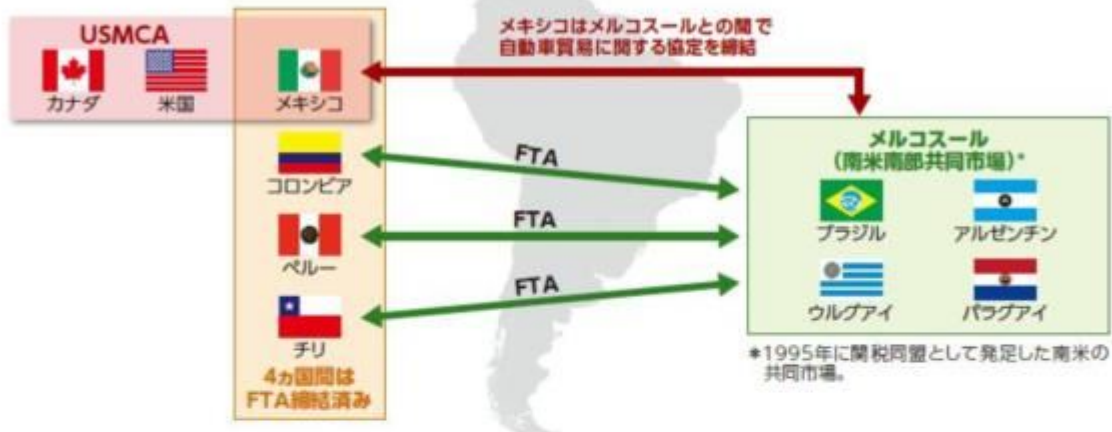 USMCA
カナダ
米国
メキシコ
メキシコはメルコスールとの間で
自動車貿易に関する協定を締結
コロンビア
ペルー
チリ
4ヵ国間は
FTA締結済み
FTA
FTA
FTA
メルコスール
(南米南部共同市場)*
ブラジル
アルゼンチン
ウルグアイ
パラグアイ
*1995年に関税同盟として発足した南米の
共同市場。